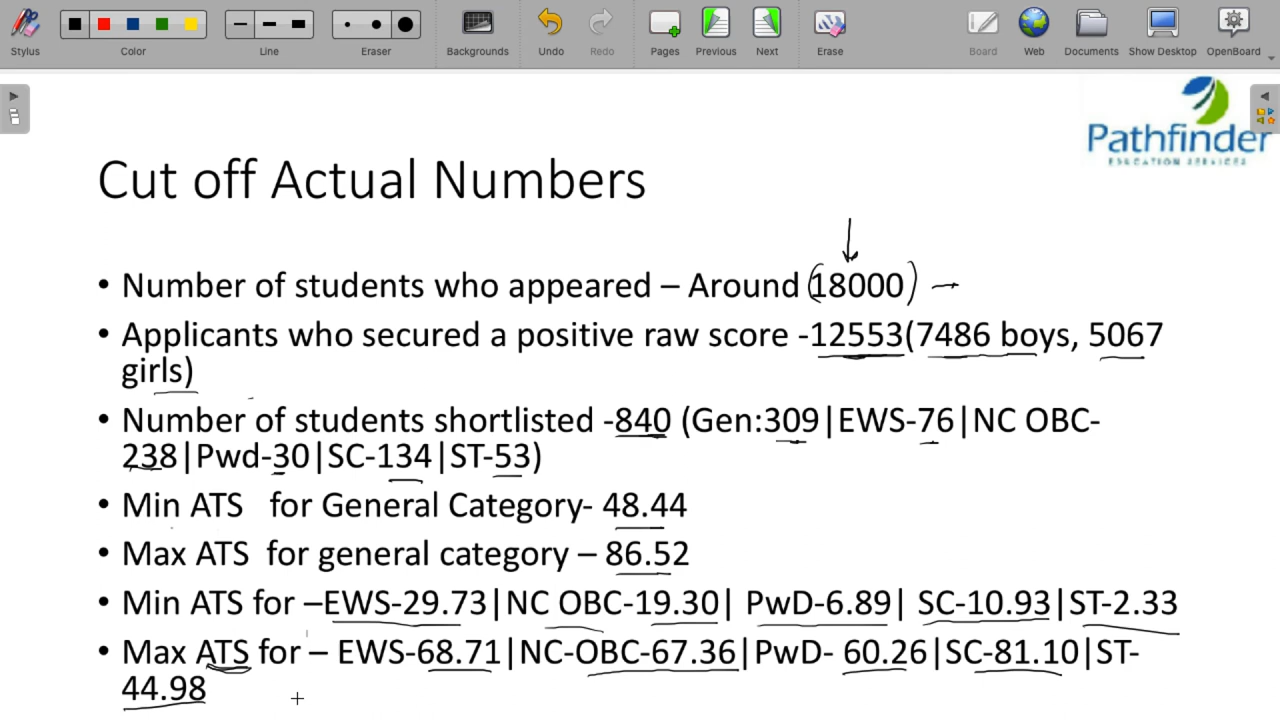 Stylus Color Line Eraser Backgrounds Undo Redo Pages Previous Next Erase Board Web Documents Show Desktop OpenBoard
Pathfinder
EDUCATION SERVICES
Cut off Actual Numbers
• Number of students who appeared – Around (18000)
• Applicants who secured a positive raw score -12553(7486 boys, 5067
girls)
• Number of students shortlisted -840 (Gen:309|EWS-76|NC OBC-
238|Pwd-30|SC-134|ST-53)
• Min ATS for General Category- 48.44
• Max ATS for general category – 86.52
• Min ATS for –EWS-29.73|NC OBC-19.30| PwD-6.89| SC-10.93|ST-2.33
• Max ATS for – EWS-68.71|NC-OBC-67.36|PwD- 60.26|SC-81.10|ST-
44.98